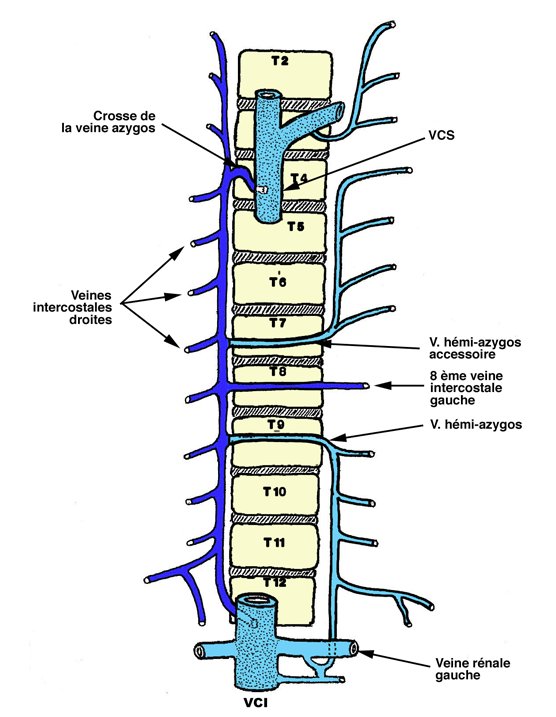 T2
Crosse de
la veine azygos
VCS
T4
T5
T6
Veines
intercostales
droites
T7
V. hémi-azygos
accessoire
T8
8 ème veine
intercostale
gauche
T9
V. hémi-azygos
T10
T11
T12
Veine rénale
gauche
VCI